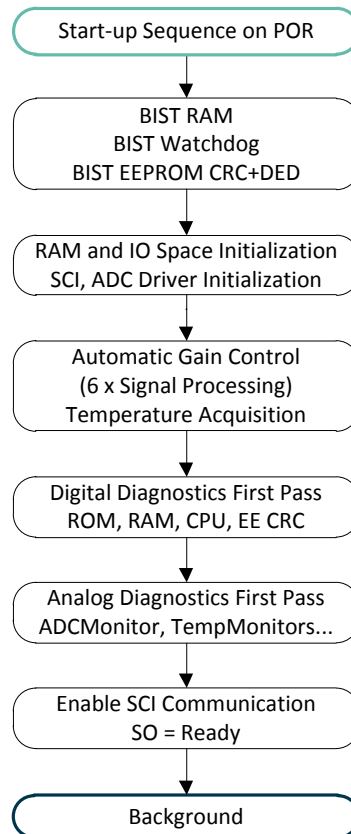 Start-up Sequence on POR
BIST RAM
BIST Watchdog
BIST EEPROM CRC+DED
RAM and IO Space Initialization
SCI, ADC Driver Initialization
Automatic Gain Control
(6 x Signal Processing)
Temperature Acquisition
Digital Diagnostics First Pass
ROM, RAM, CPU, EE CRC
Analog Diagnostics First Pass
ADCMonitor, TempMonitors...
Enable SCI Communication
SO = Ready
Background